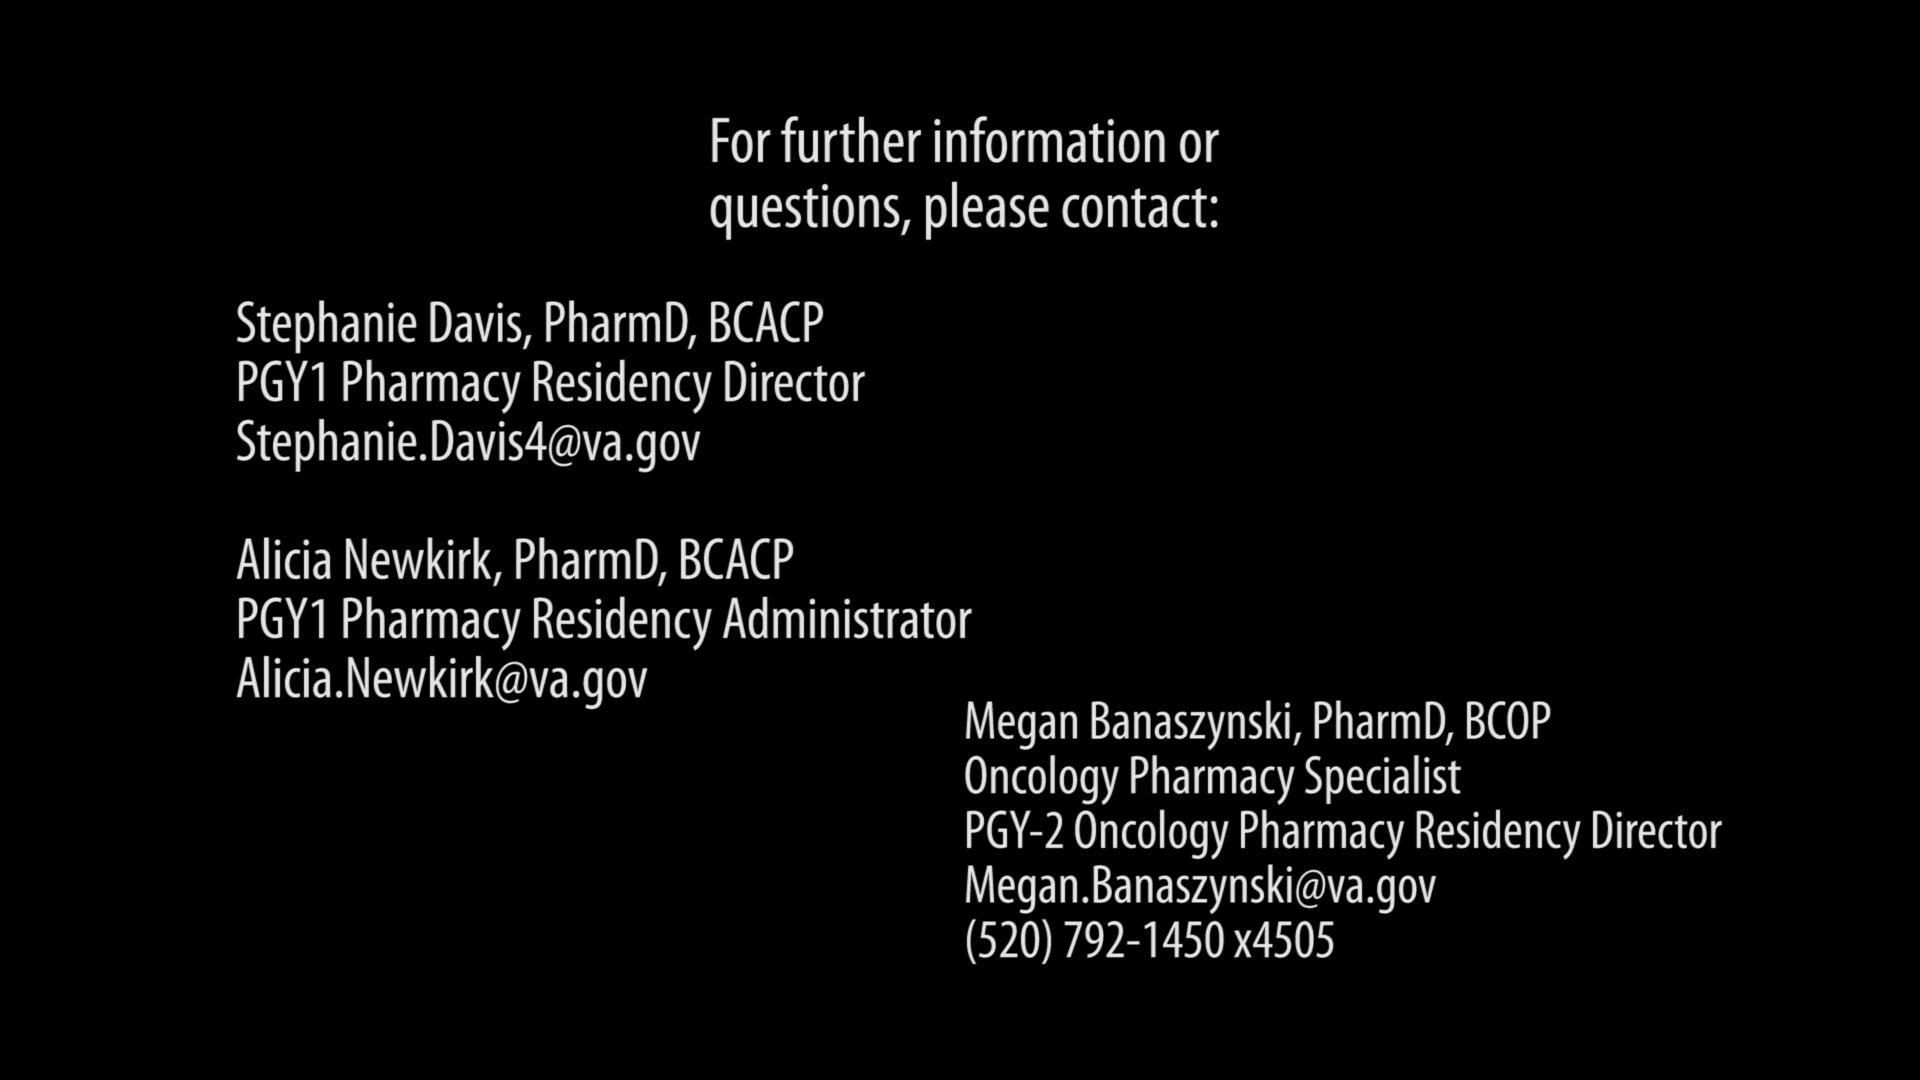 For further information or
questions, please contact:
Stephanie Davis, PharmD, BCACP
PGY1 Pharmacy Residency Director
Stephanie.Davis4@va.gov
Alicia Newkirk, PharmD, BCACP
PGY1 Pharmacy Residency Administrator
Alicia.Newkirk@va.gov
Megan Banaszynski, PharmD, BCOP
Oncology Pharmacy Specialist
PGY-2 Oncology Pharmacy Residency Director
Megan.Banaszynski@va.gov
(520) 792-1450 x4505